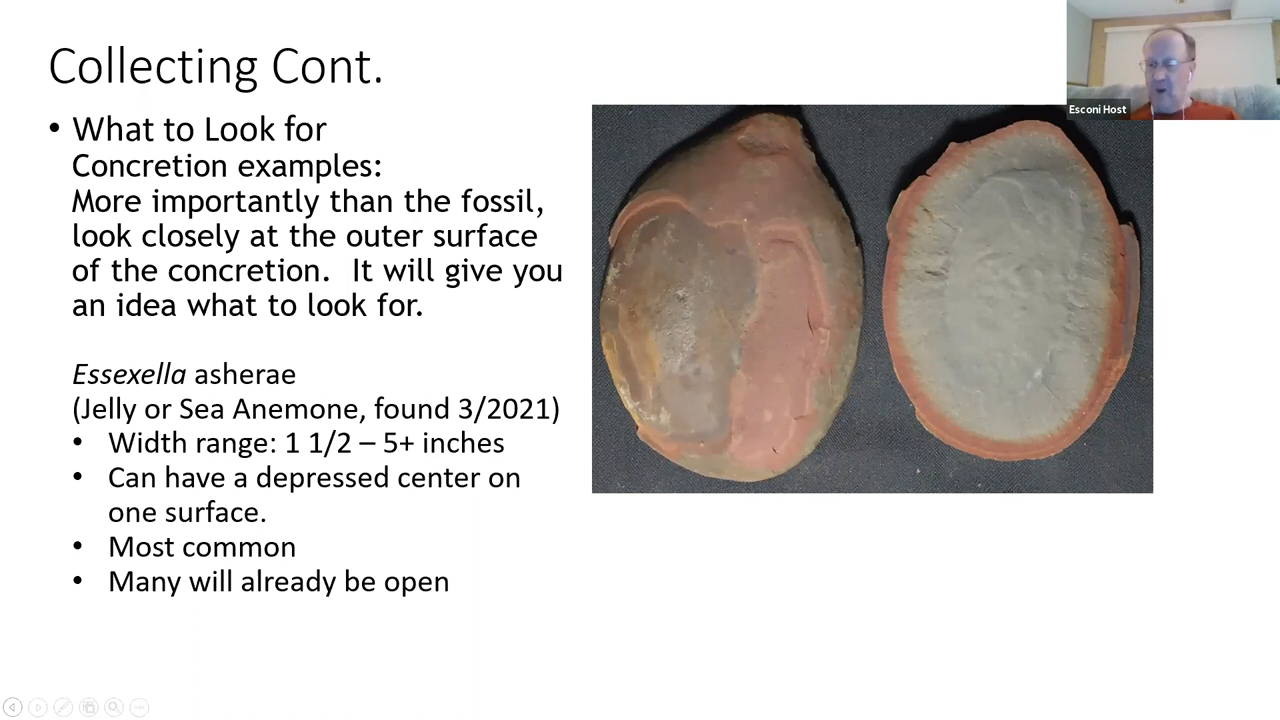 Collecting Cont.
• What to Look for
Concretion examples:
More importantly than the fossil,
look closely at the outer surface
of the concretion.  It will give you
an idea what to look for.
Essexella asherae
(Jelly or Sea Anemone, found 3/2021)
• Width range: 1 1/2 – 5+ inches
• Can have a depressed center on
one surface.
• Most common
• Many will already be open
Esconi Host